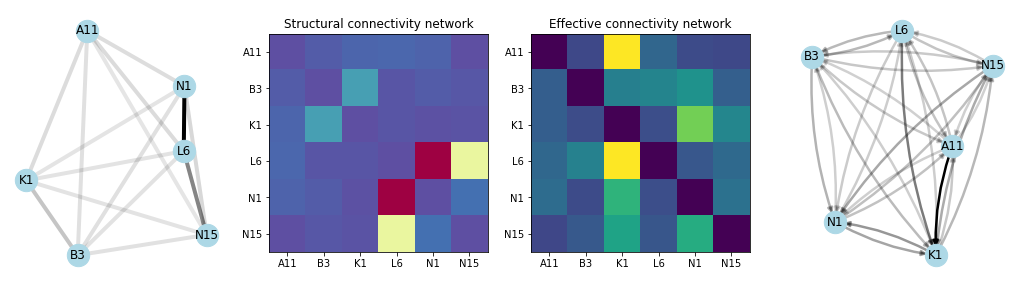 A11
N1
L6
K1
N15
B3
Structural connectivity network
A11
B3
K1
L6
N1
N15
A11 B3 K1 L6 N1 N15
Effective connectivity network
A11
B3
K1
L6
N1
N15
A11 B3 K1 L6 N1 N15
L6
B3
N15
A11
N1
K1